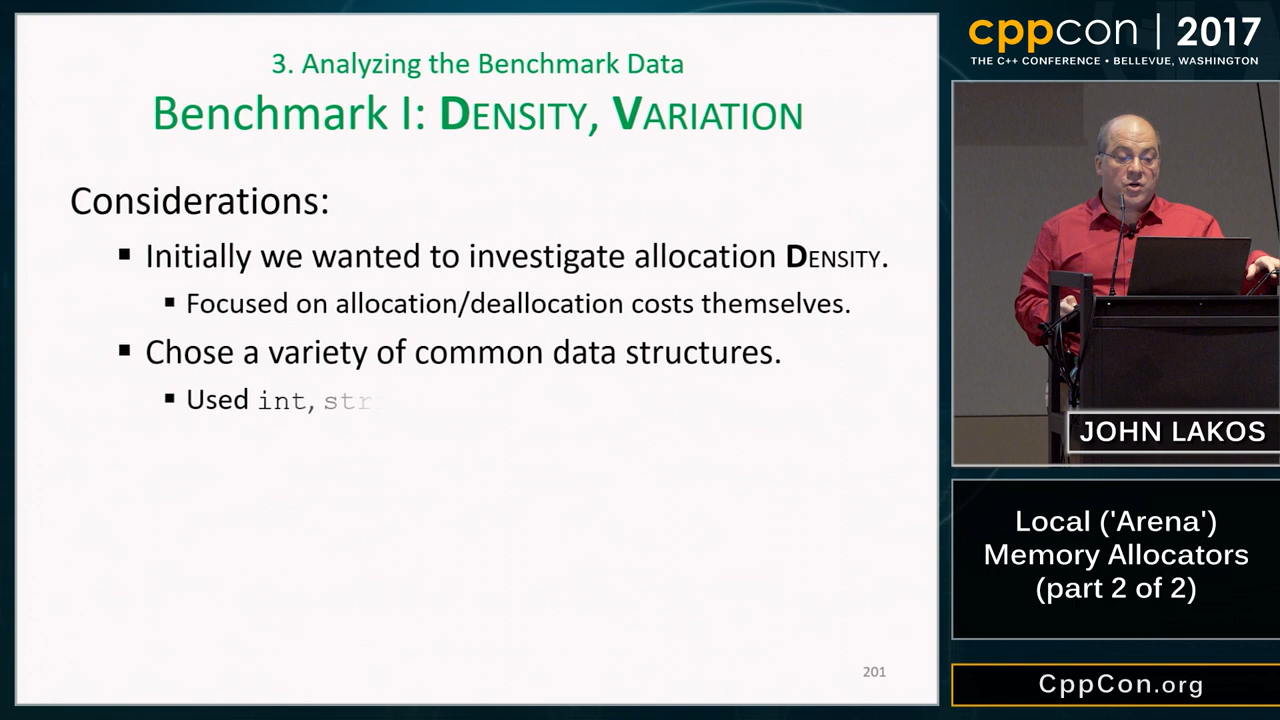 3. Analyzing the Benchmark Data
Benchmark I: DENSITY, VARIATION
Considerations:
▪ Initially we wanted to investigate allocation DENSITY.
▪ Focused on allocation/deallocation costs themselves.
▪ Chose a variety of common data structures.
▪ Used int, str
201
cppcon | 2017
THE C++ CONFERENCE • BELLEVUE, WASHINGTON
JOHN LAKOS
Local ('Arena')
Memory Allocators
(part 2 of 2)
CppCon.org